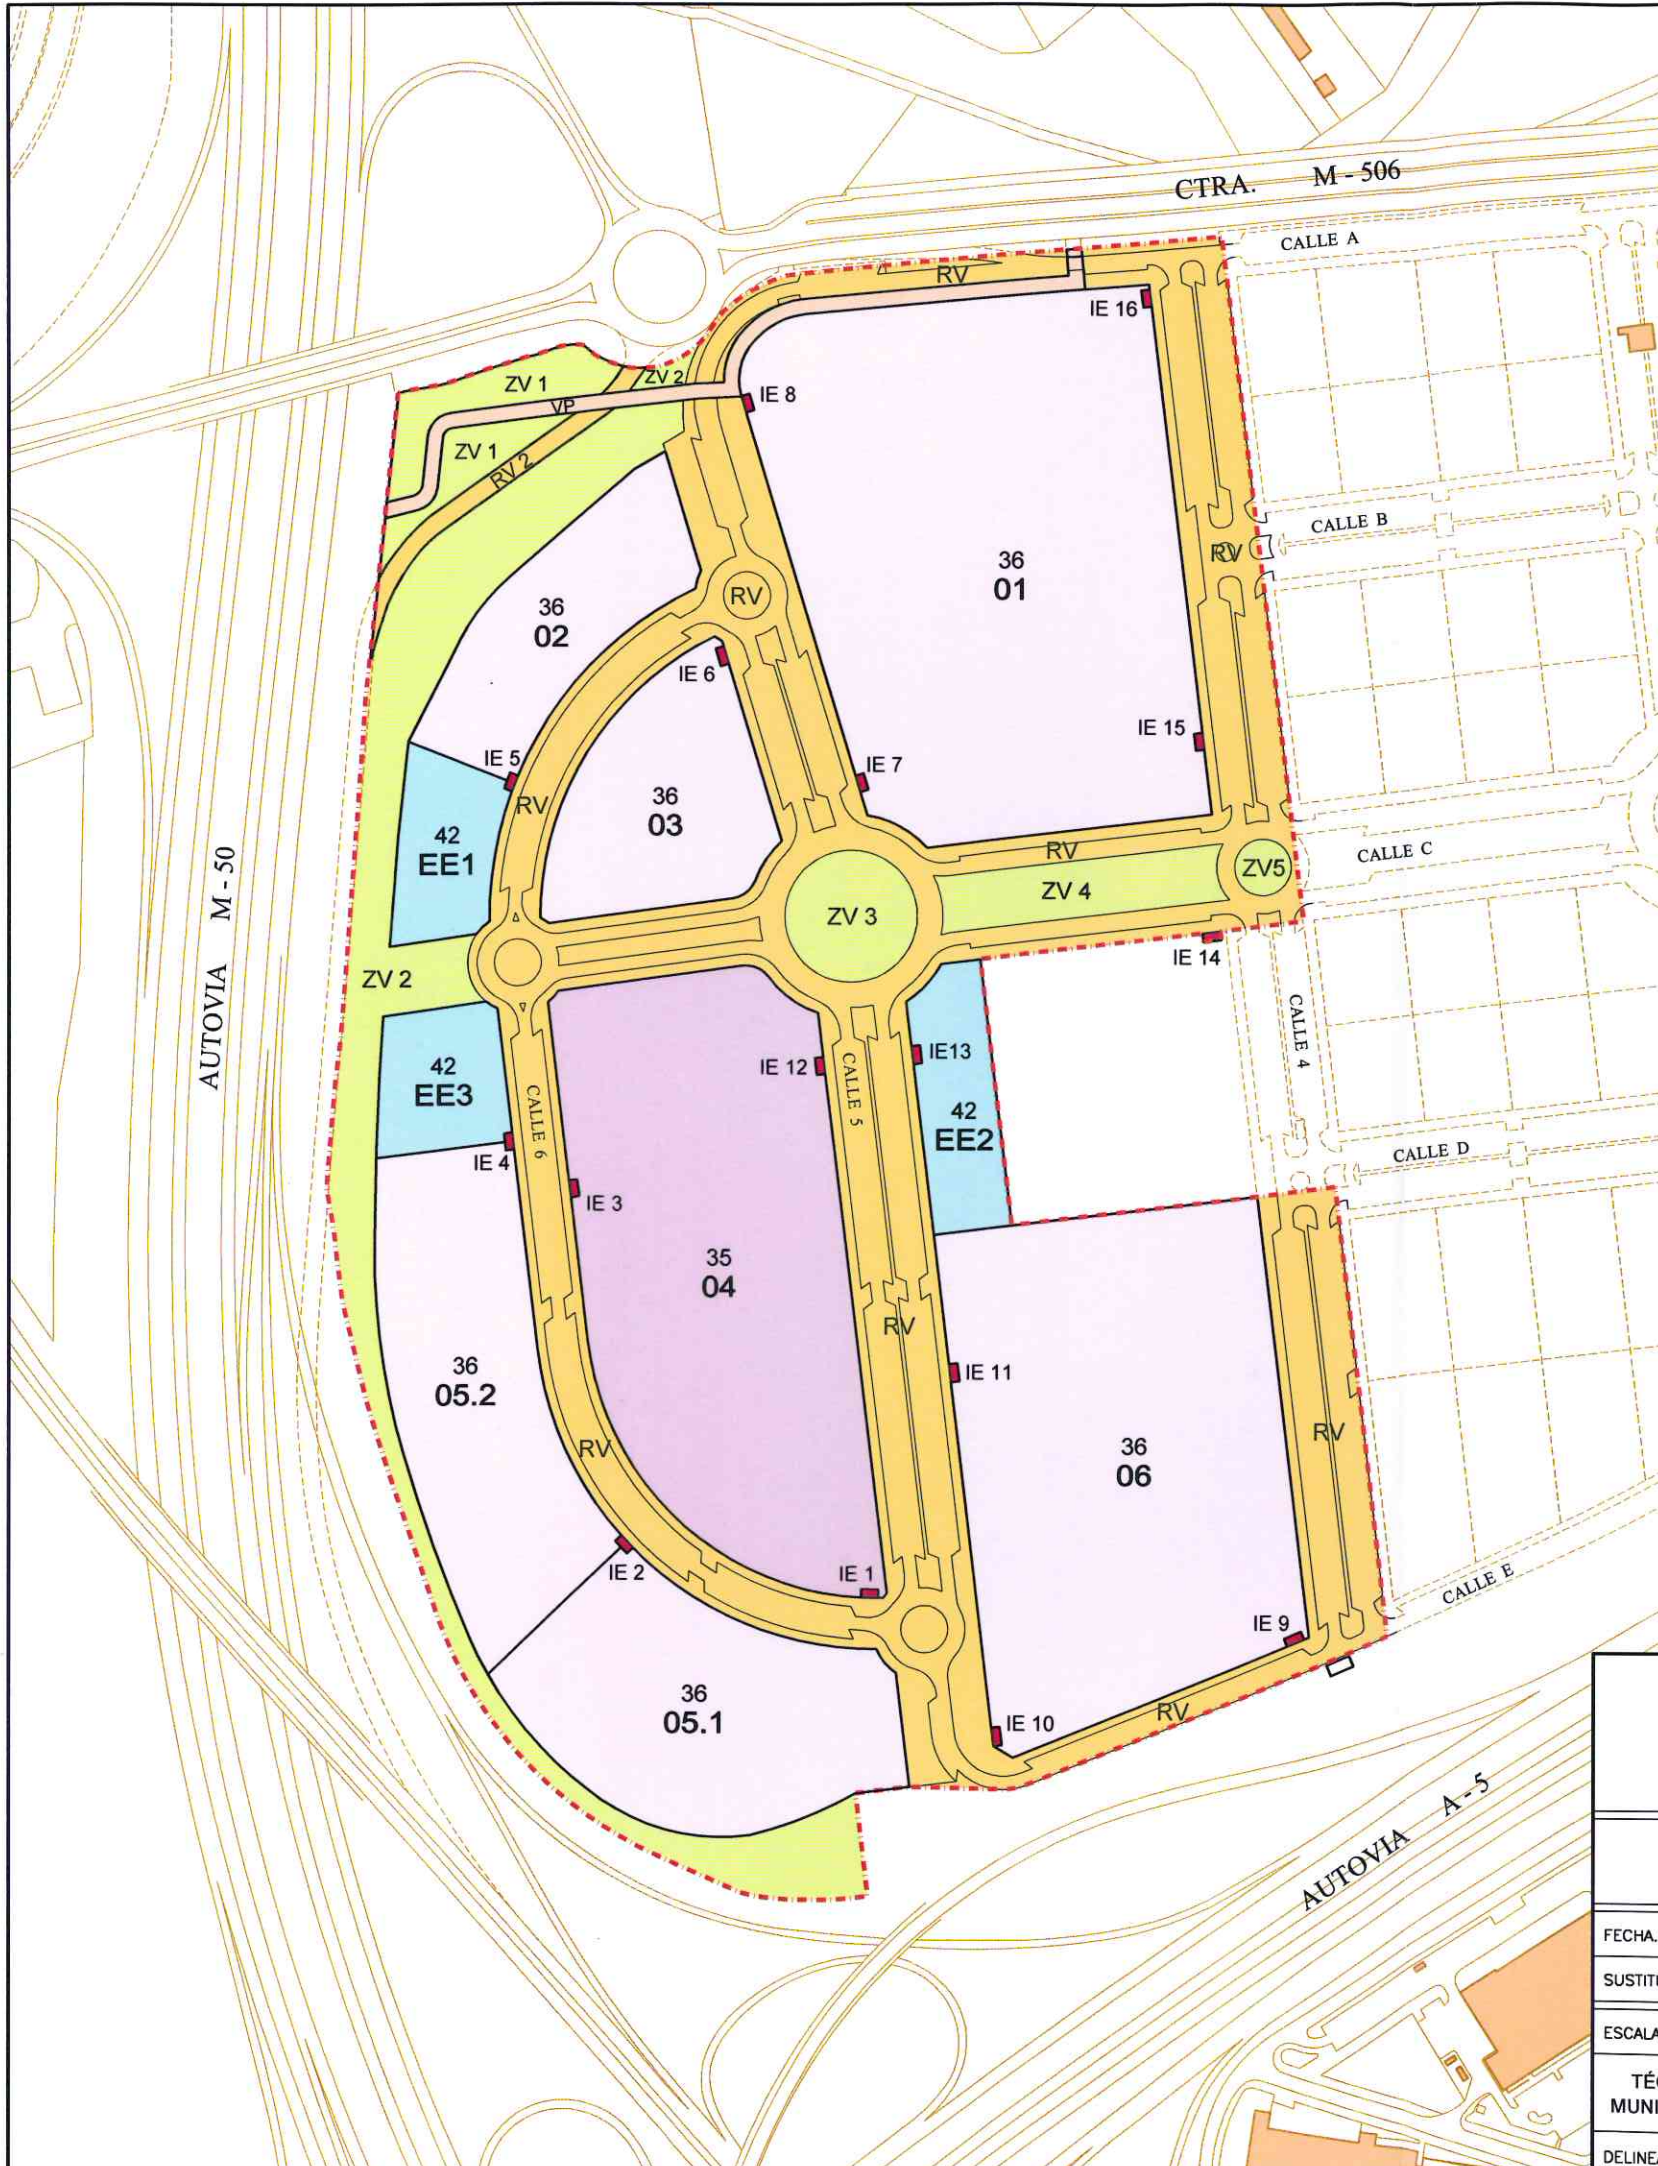 CTRA. M - 506
CALLE A
RV
IE 16
ZV 1
ZV 2
VP
IE 8
ZV 1
RV 2
CALLE B
RV
36
01
RV
36
02
IE 6
IE 15
IE 5
IE 7
RV
36
03
42
EE1
RV
CALLE C
ZV 4
ZV5
ZV 3
AUTOVIA M - 50
ZV 2
IE 14
CALLE 4
IE13
IE 12
CALLE 5
42
EE3
CALLE 6
42
EE2
IE 4
CALLE D
IE 3
35
04
RV
36
05.2
IE 11
RV
RV
36
06
IE 2
IE 1
CALLE E
IE 9
36
05.1
IE 10
RV
AUTOVIA A - 5
FECHA.
SUSTIT
ESCALA
TÉ
MUNI
DELINE